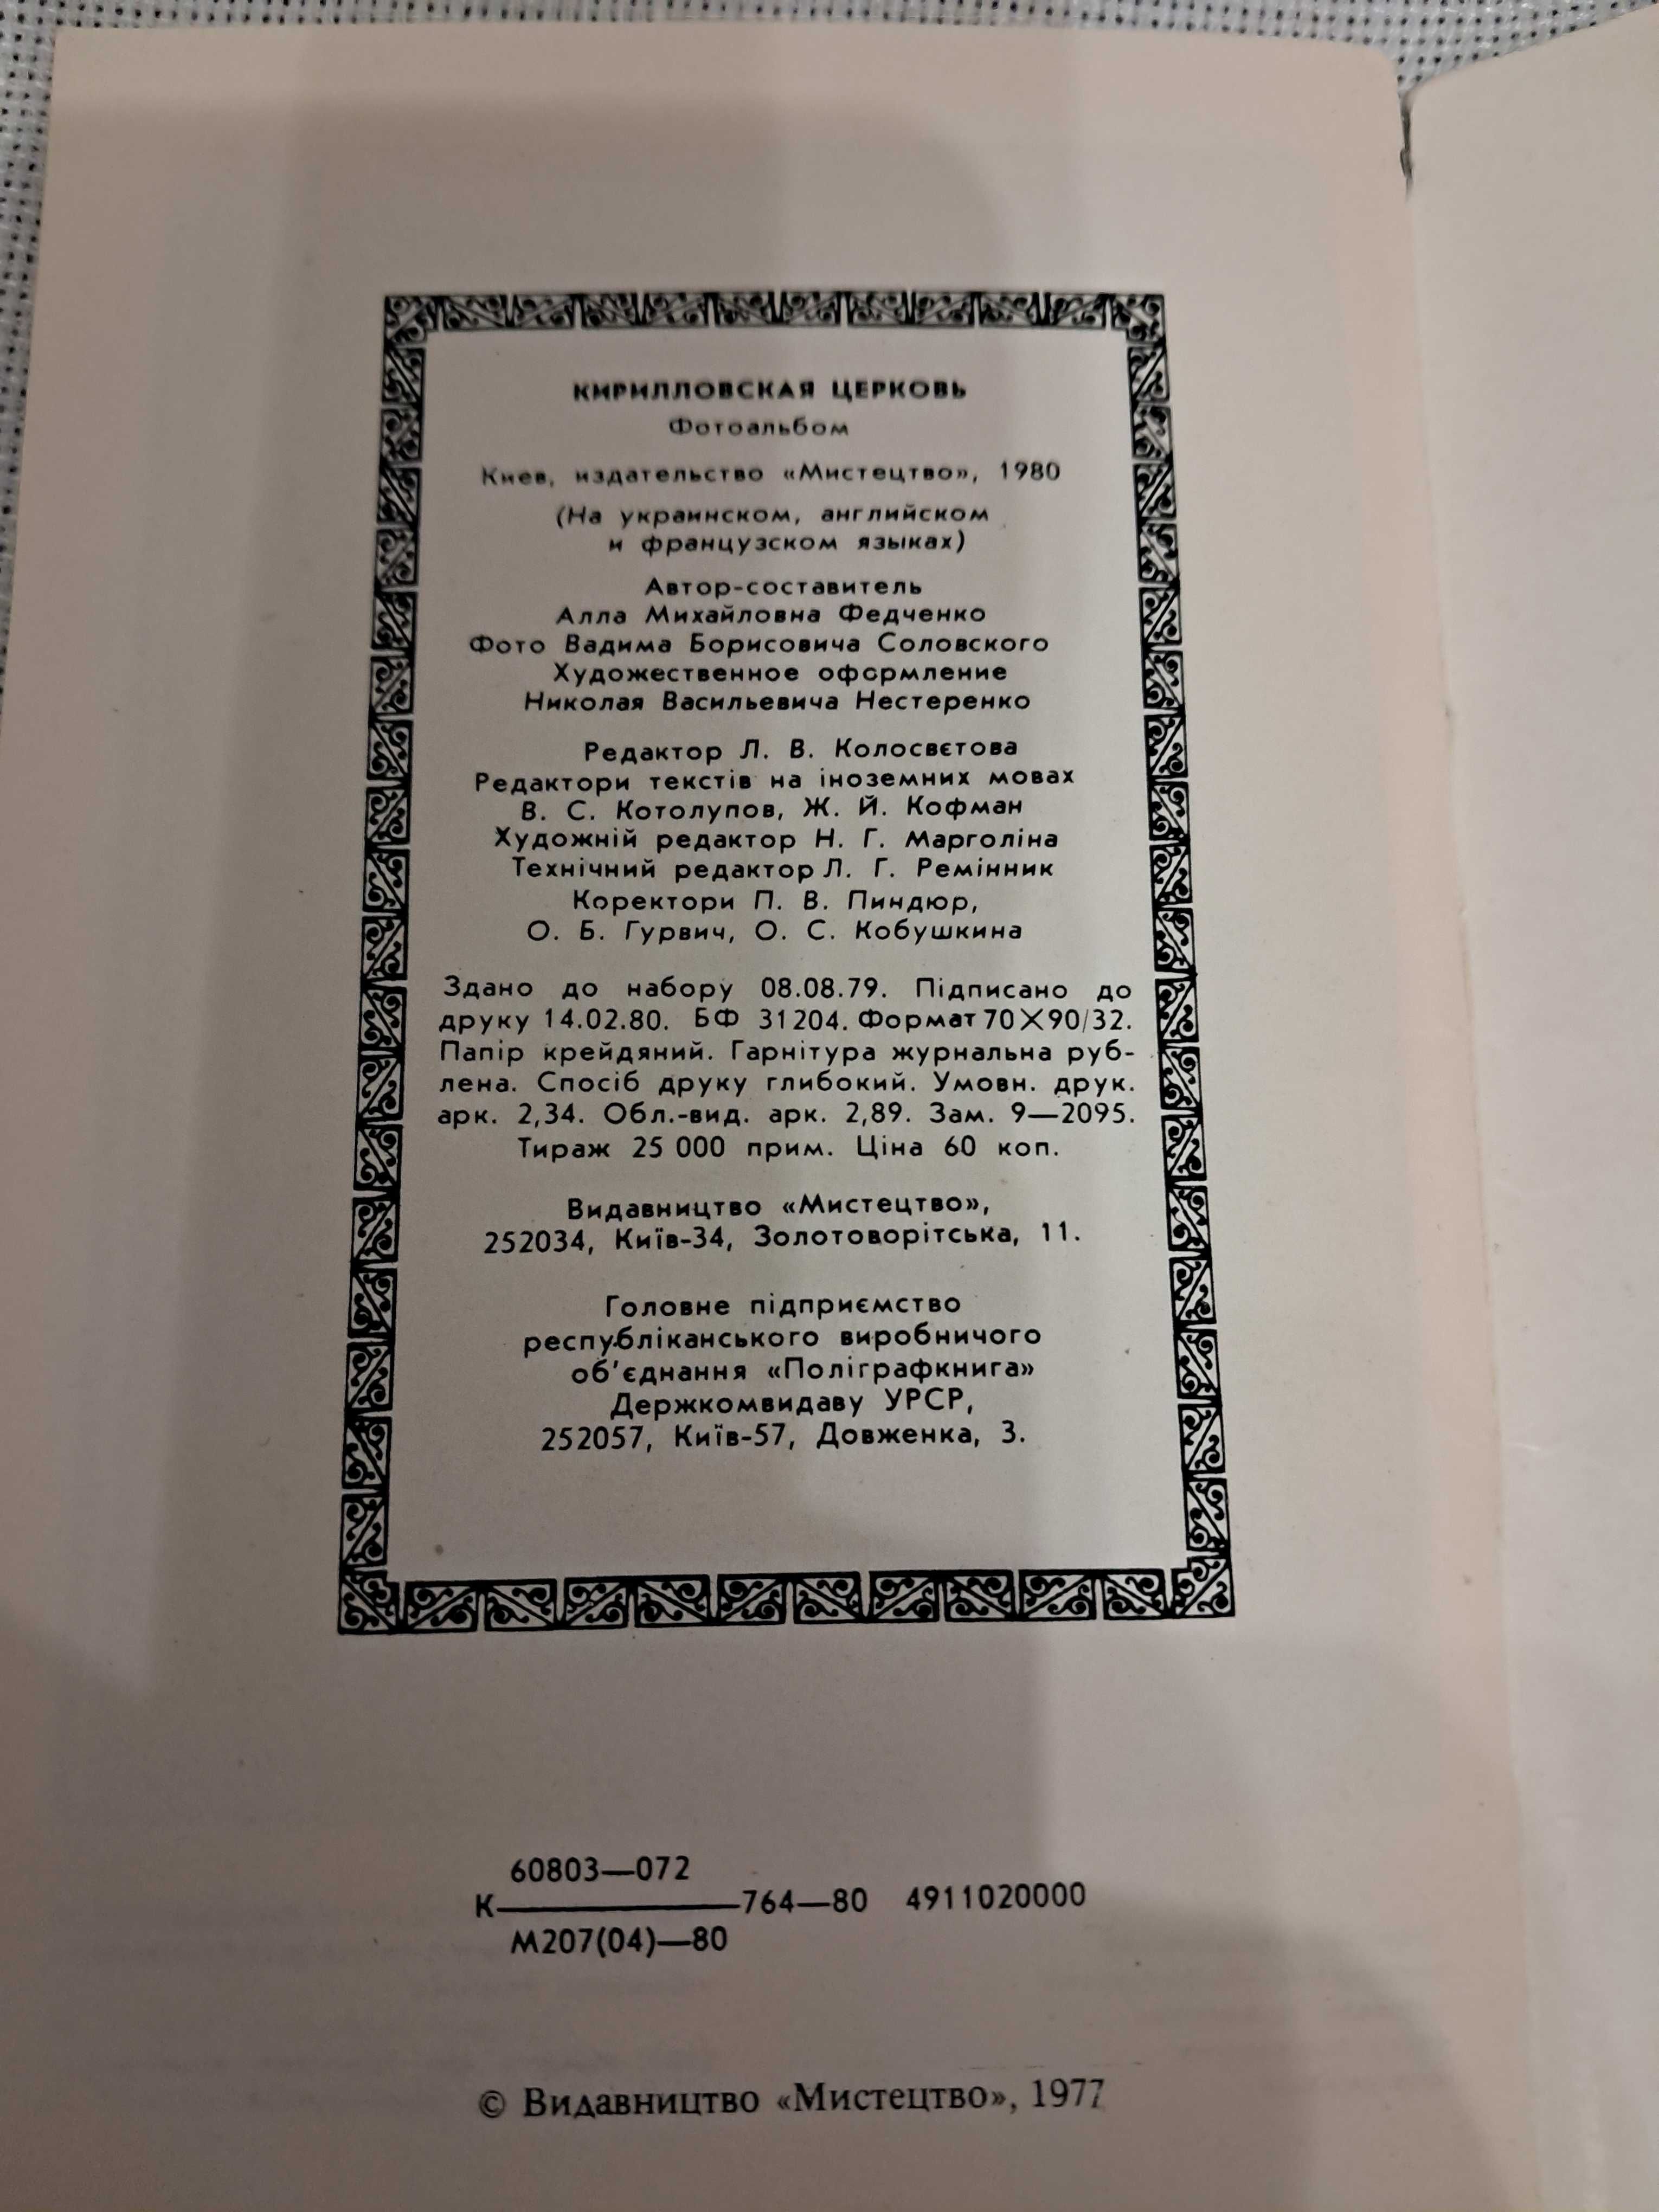 КИРИЛЛОВСКАЯ ЦЕРКОВЬ
Фотоальбом
Киев, издательство «Мистецтво», 1980
(На украинском, английском
и французском языках)
Автор-составитель
Алла Михайловна Федченко
Фото Вадима Борисовича Соловского
Художественное оформление
Николая Васильевича Нестеренко
Редактор Л. В. Колосвєтова
Редактори текстів на іноземних мовах
В. С. Котолупов, Ж. Й. Кофман
Художній редактор Н. Г. Марголіна
Технічний редактор Л. Г. Ремінник
Коректори П. В. Пиндюр,
О. Б. Гурвич, О. С. Кобушкина
Здано до набору 08.08.79. Підписано до
друку 14.02.80. БФ 31204. Формат 70×90/32.
Папір крейдяний. Гарнітура журнальна руб-
лена. Спосіб друку глибокий. Умовн. друк.
арк. 2,34. Обл.-вид. арк. 2,89. Зам. 9—2095.
Тираж 25 000 прим. Ціна 60 коп.
Видавництво «Мистецтво»,
252034, Київ-34, Золотоворітська, 11.
Головне підприємство
республіканського виробничого
об'єднання «Поліграфкнига»
Держкомвидаву УРСР,
252057, Київ-57, Довженка, 3.
60803—072
К—764—80 4911020000
М207(04)—80
© Видавництво «Мистецтво», 1977